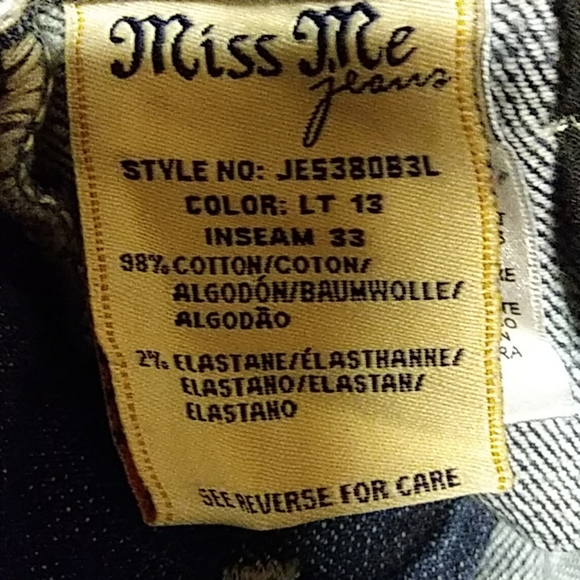 Miss Me
jeans
STYLE NO: JE5380B3L
COLOR: LT 13
INSEAM 33
98% COTTON/COTON/
ALGODÓN/BAUMWOLLE/
ALGODÃO
2% ELASTANE/ÉLASTHANNE/
ELASTANO/ELASTAN/
ELASTANO
SEE REVERSE FOR CARE